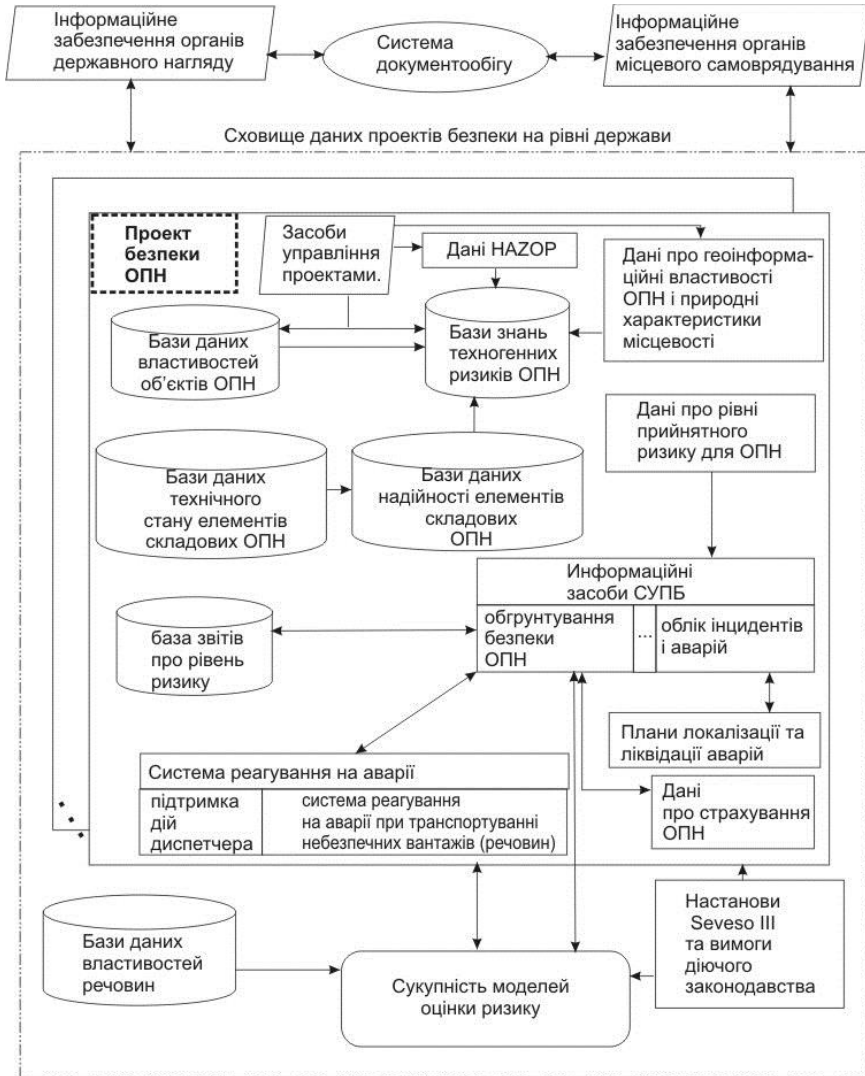 Інформаційне
забезпечення органів
державного нагляду
Система
документообігу
Інформаційне
забезпечення органів
місцевого самоврядування
Сховище даних проектів безпеки на рівні держави
Проект
безпеки
ОПН
Засоби
управління
проектами.
Дані HAZOP
Дані про геоінформа-
ційні властивості
ОПН і природні
характеристики
місцевості
Бази даних
властивостей
об'єктів ОПН
Бази знань
техногенних
ризиків ОПН
Дані про рівні
прийнятного
ризику для ОПН
Бази даних
технічного
стану елементів
складових ОПН
Бази даних
надійності елементів
складових
ОПН
Информаційні
засоби СУПБ
обгрунтування
безпеки
ОПН
...
облік інцидентів
і аварій
база звітів
про рівень
ризику
Плани локалізації та
ліквідації аварій
Система реагування на аварії
підтримка
дій
диспетчера
система реагування
на аварії при транспортуванні
небезпечних вантажів (речовин)
Дані
про страхування
ОПН
Бази даних
властивостей
речовин
Сукупність моделей
оцінки ризику
Настанови
Seveso III
та вимоги
діючого
законодавства